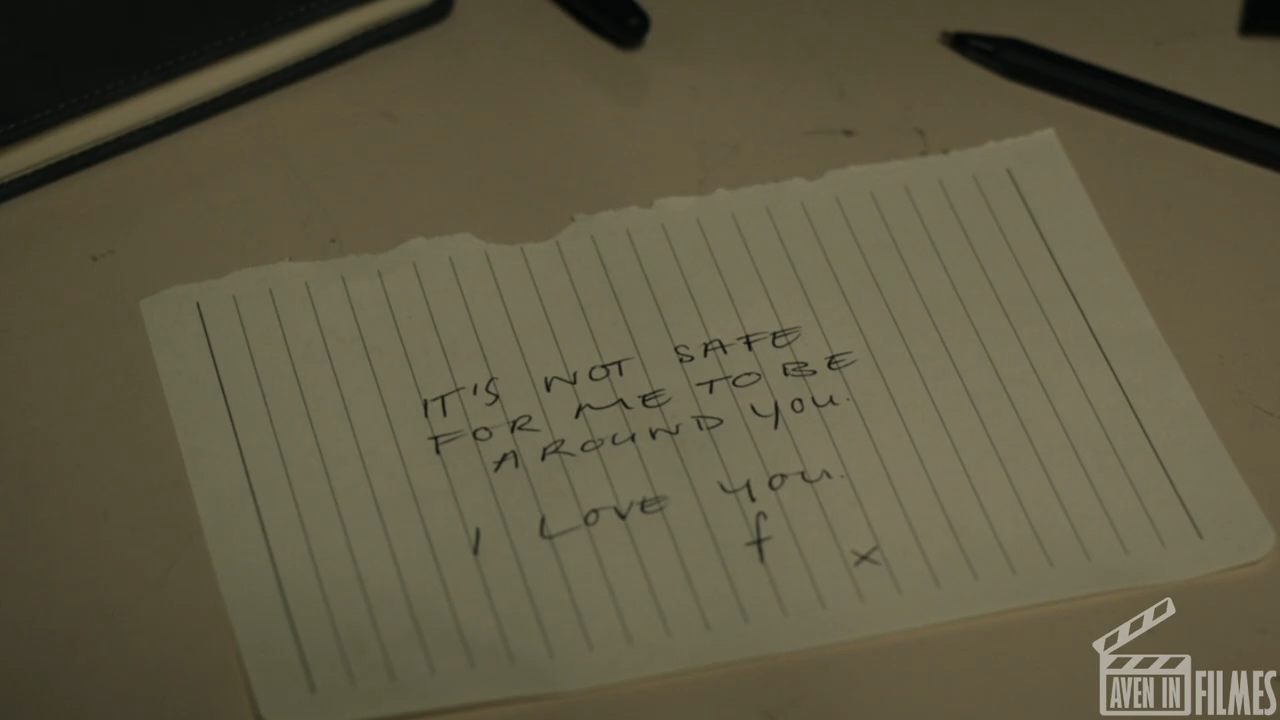 IT'S NOT SAFE
FOR ME TO BE
AROUND YOU.
I LOVE YOU.
f x
AVEN IN FILMES